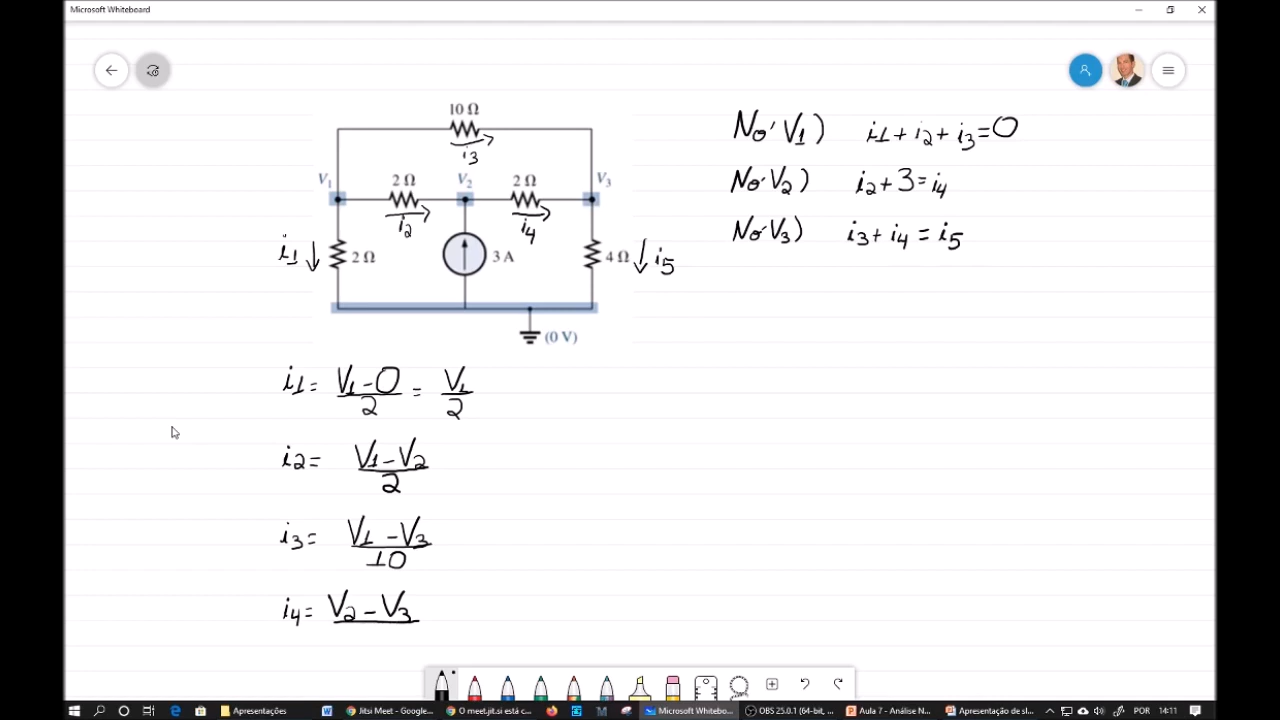 Microsoft Whiteboard
10 Ω
i3
V1 2 Ω V2 2 Ω V3
i2 i4
i1 2 Ω 3 A 4 Ω i5
(0 V)
Nó V1) i1 + i2 + i3 = 0
Nó V2) i2 + 3 = i4
Nó V3) i3 + i4 = i5
i1 = V1 - 0 / 2 = V1 / 2
i2 = V1 - V2 / 2
i3 = V1 - V3 / 10
i4 = V2 - V3
Apresentações
Jitsi Meet - Google...
O meet.jit.si está c...
Microsoft Whitebo...
OBS 25.0.1 (64-bit, ...
Aula 7 - Análise N...
Apresentação de sl...
POR
14:11